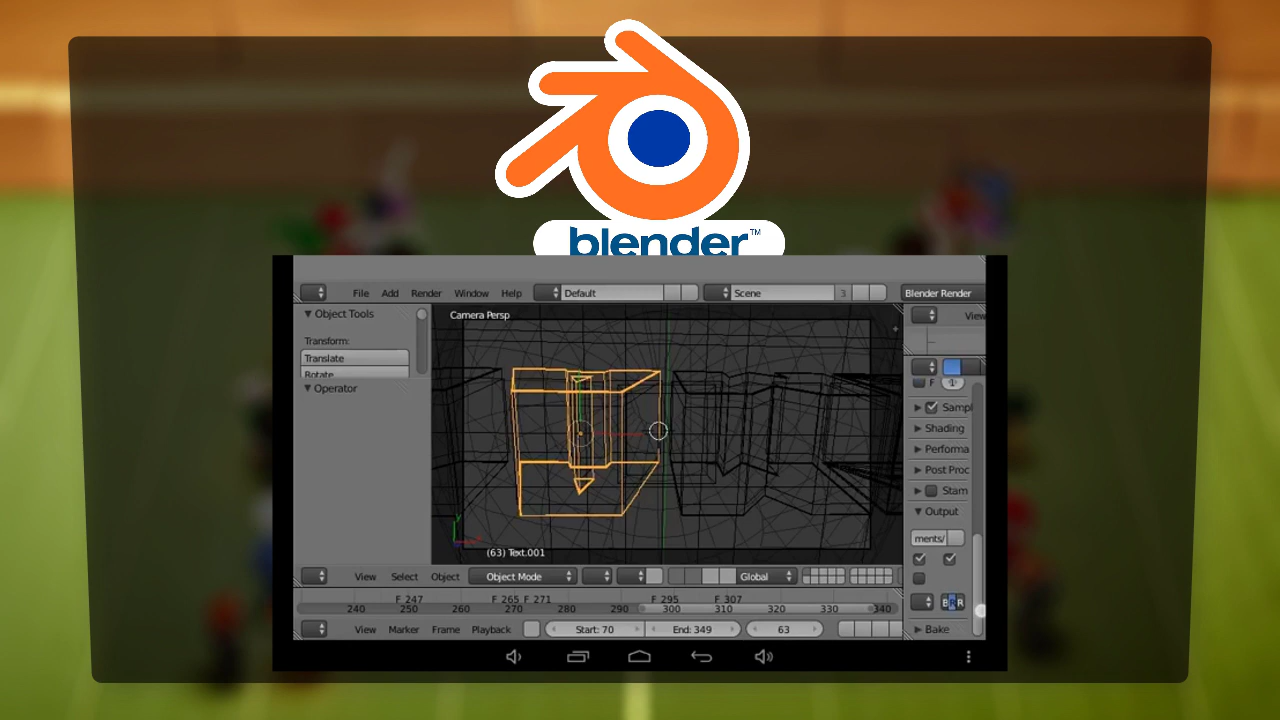 blender™
File Add Render Window Help Default Scene 3 Blender Render
Object Tools
Transform:
Translate
Rotate
Operator
Camera Persp
(63) Text.001
View
F
Sampl
Shading
Performa
Post Proc
Stam
Output
ments/
B R
Bake
View Select Object Object Mode Global
F 247 F 265 F 271 F 295 F 307
240 250 260 270 280 290 300 310 320 330 340
View Marker Frame Playback Start: 70 End: 349 63